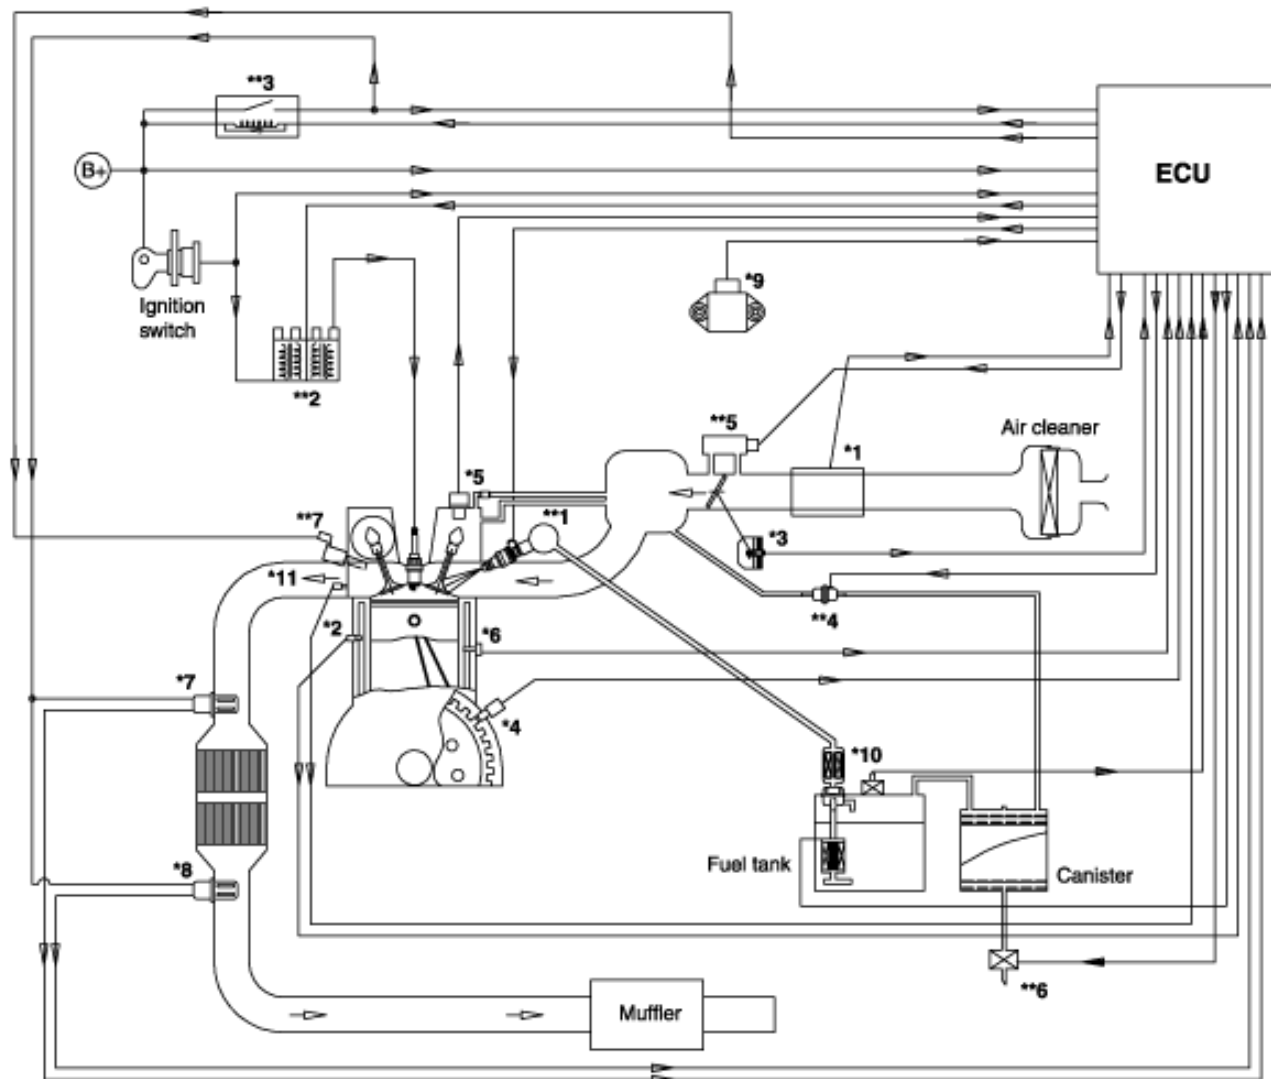 **3
ECU
B+
*9
Ignition
switch
**2
**5
Air cleaner
*1
*5
**1
**7
*3
*11
**4
*2
*6
*7
*4
*10
Fuel tank
*8
Canister
**6
Muffler